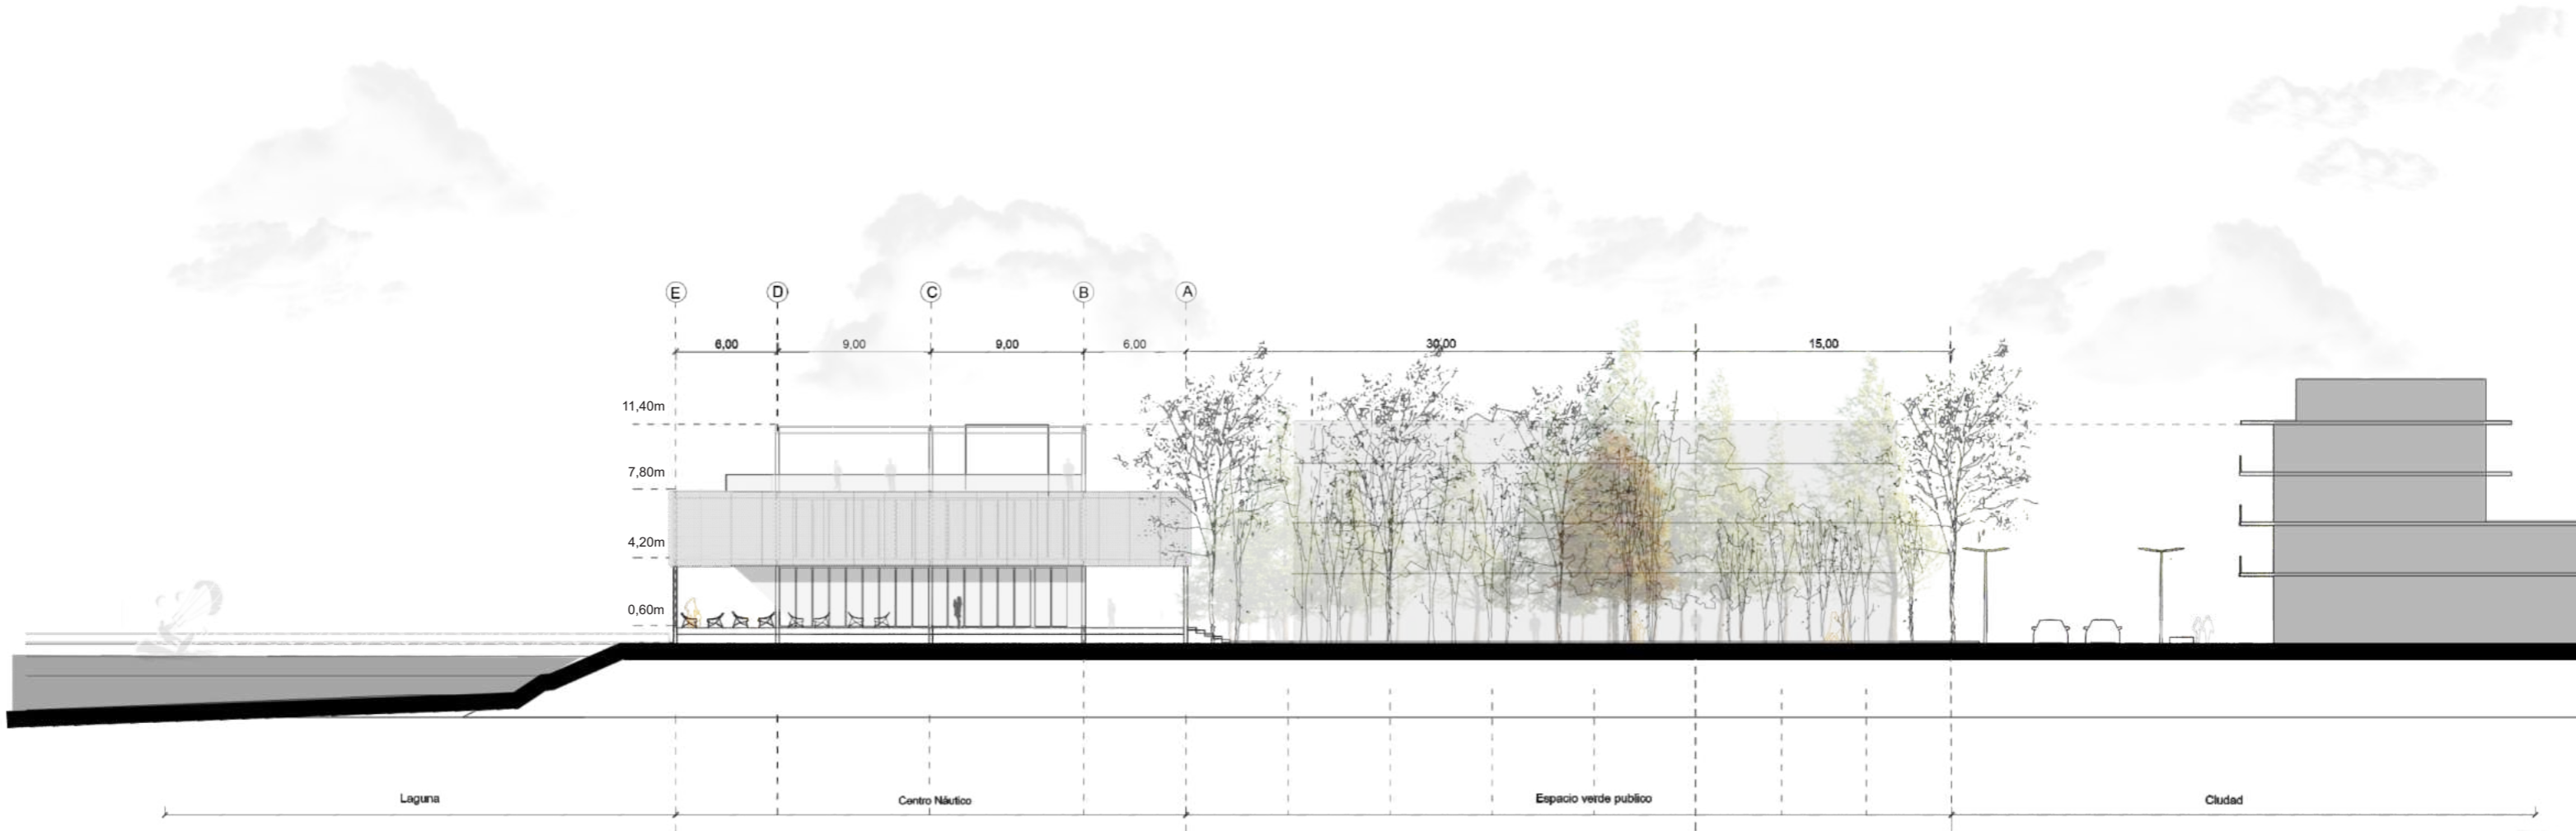 E D C B A
6,00 9,00 9,00 6,00 30,00 15,00
11,40m
7,80m
4,20m
0,60m
Laguna Centro Náutico Espacio verde publico Ciudad